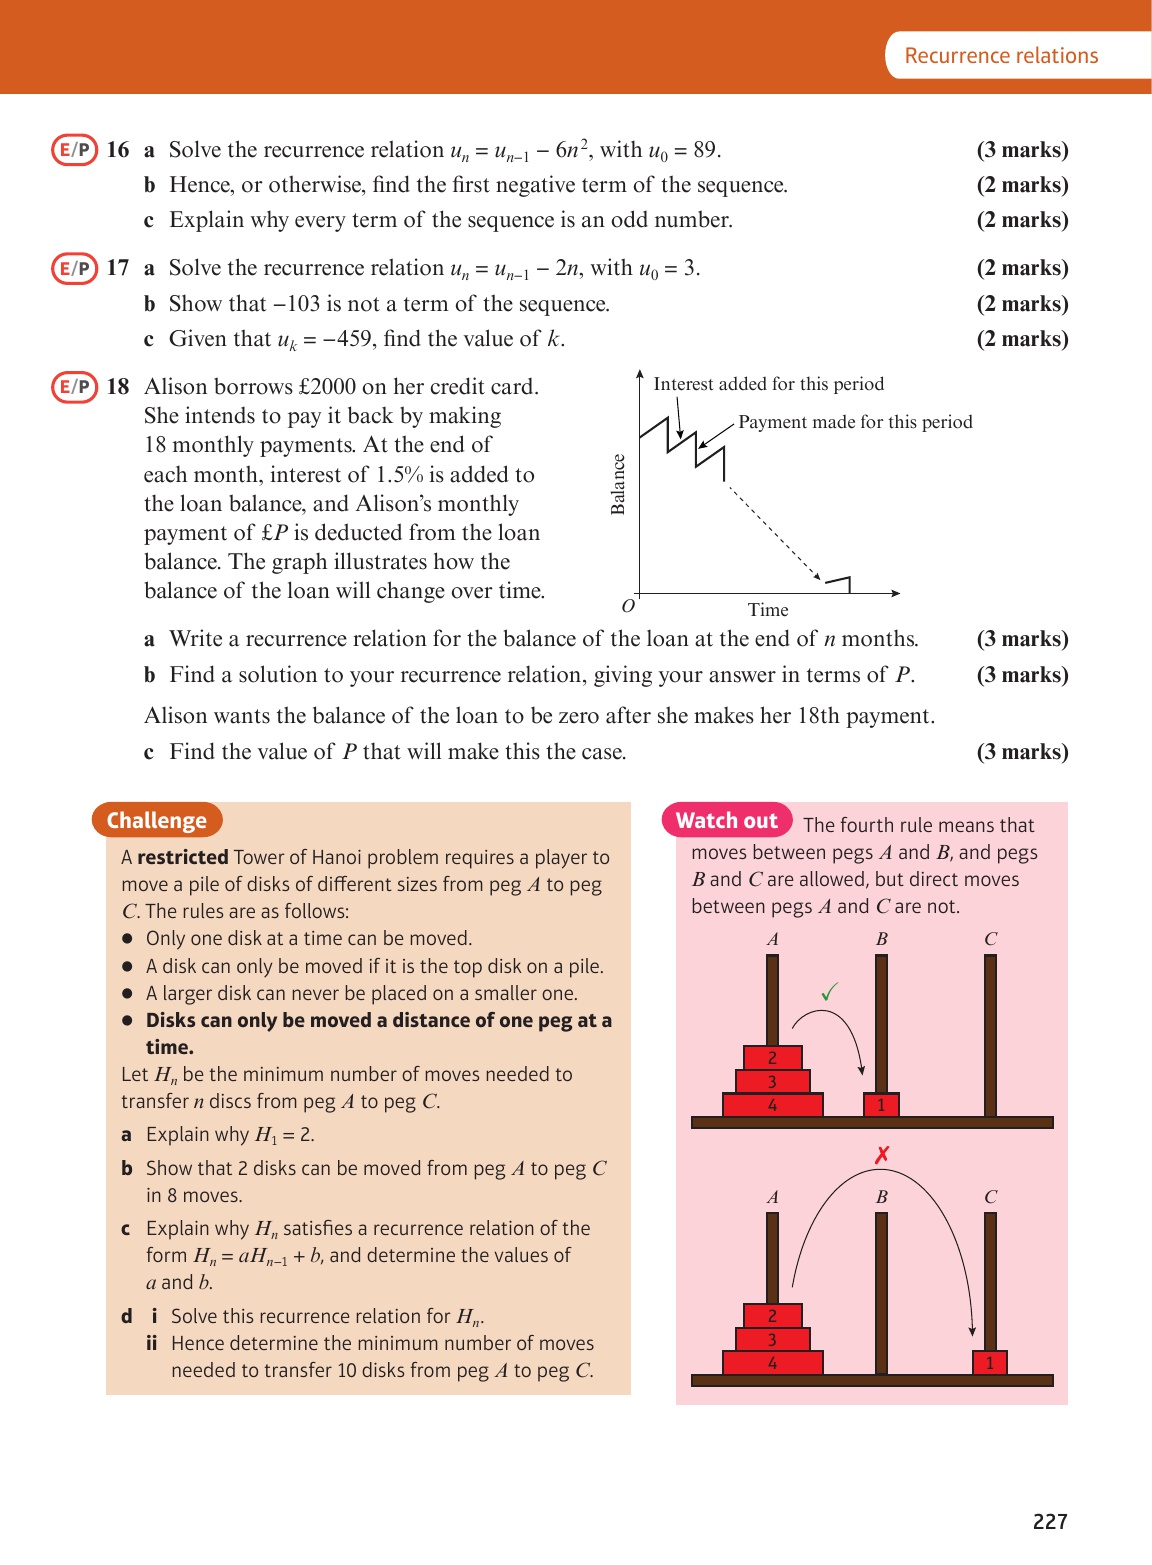 Recurrence relations
E/P 16 a Solve the recurrence relation uₙ = uₙ₋₁ − 6n², with u₀ = 89. (3 marks)
b Hence, or otherwise, find the first negative term of the sequence. (2 marks)
c Explain why every term of the sequence is an odd number. (2 marks)
E/P 17 a Solve the recurrence relation uₙ = uₙ₋₁ − 2n, with u₀ = 3. (2 marks)
b Show that −103 is not a term of the sequence. (2 marks)
c Given that uₖ = −459, find the value of k. (2 marks)
E/P 18 Alison borrows £2000 on her credit card.
She intends to pay it back by making
18 monthly payments. At the end of
each month, interest of 1.5% is added to
the loan balance, and Alison's monthly
payment of £P is deducted from the loan
balance. The graph illustrates how the
balance of the loan will change over time.
Interest added for this period
Payment made for this period
Balance
O
Time
a Write a recurrence relation for the balance of the loan at the end of n months. (3 marks)
b Find a solution to your recurrence relation, giving your answer in terms of P. (3 marks)
Alison wants the balance of the loan to be zero after she makes her 18th payment.
c Find the value of P that will make this the case. (3 marks)
Challenge
A restricted Tower of Hanoi problem requires a player to
move a pile of disks of different sizes from peg A to peg
C. The rules are as follows:
● Only one disk at a time can be moved.
● A disk can only be moved if it is the top disk on a pile.
● A larger disk can never be placed on a smaller one.
● Disks can only be moved a distance of one peg at a
time.
Let Hₙ be the minimum number of moves needed to
transfer n discs from peg A to peg C.
a Explain why H₁ = 2.
b Show that 2 disks can be moved from peg A to peg C
in 8 moves.
c Explain why Hₙ satisfies a recurrence relation of the
form Hₙ = aHₙ₋₁ + b, and determine the values of
a and b.
d i Solve this recurrence relation for Hₙ.
ii Hence determine the minimum number of moves
needed to transfer 10 disks from peg A to peg C.
Watch out The fourth rule means that
moves between pegs A and B, and pegs
B and C are allowed, but direct moves
between pegs A and C are not.
A B C
✓
2
3
4 1
✗
A B C
2
3
4 1
227